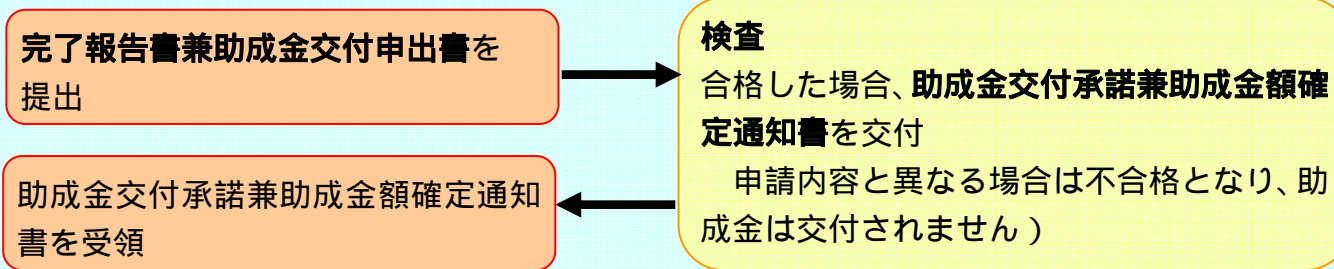 完了報告書兼助成金交付申出書を
提出
検査
合格した場合、助成金交付承諾兼助成金額確
定通知書を交付
申請内容と異なる場合は不合格となり、助
成金は交付されません)
助成金交付承諾兼助成金額確定通知
書を受領